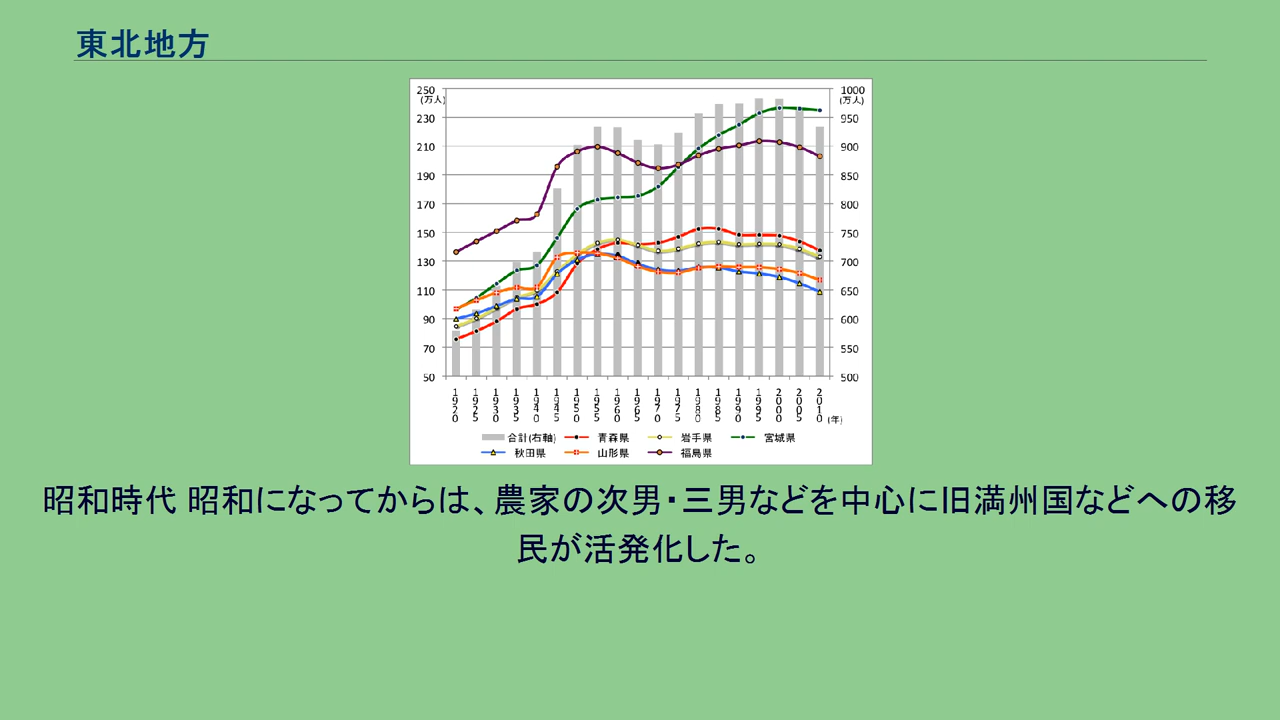 東北地方
250 1000
(万人) (万人)
230 950
210 900
190 850
170 800
150 750
130 700
110 650
90 600
70 550
50 500
1920 1925 1930 1935 1940 1945 1950 1955 1960 1965 1970 1975 1980 1985 1990 1995 2000 2005 2010 (年)
合計(右軸) 青森県 岩手県 宮城県
秋田県 山形県 福島県
昭和時代 昭和になってからは、農家の次男・三男などを中心に旧満州国などへの移
民が活発化した。